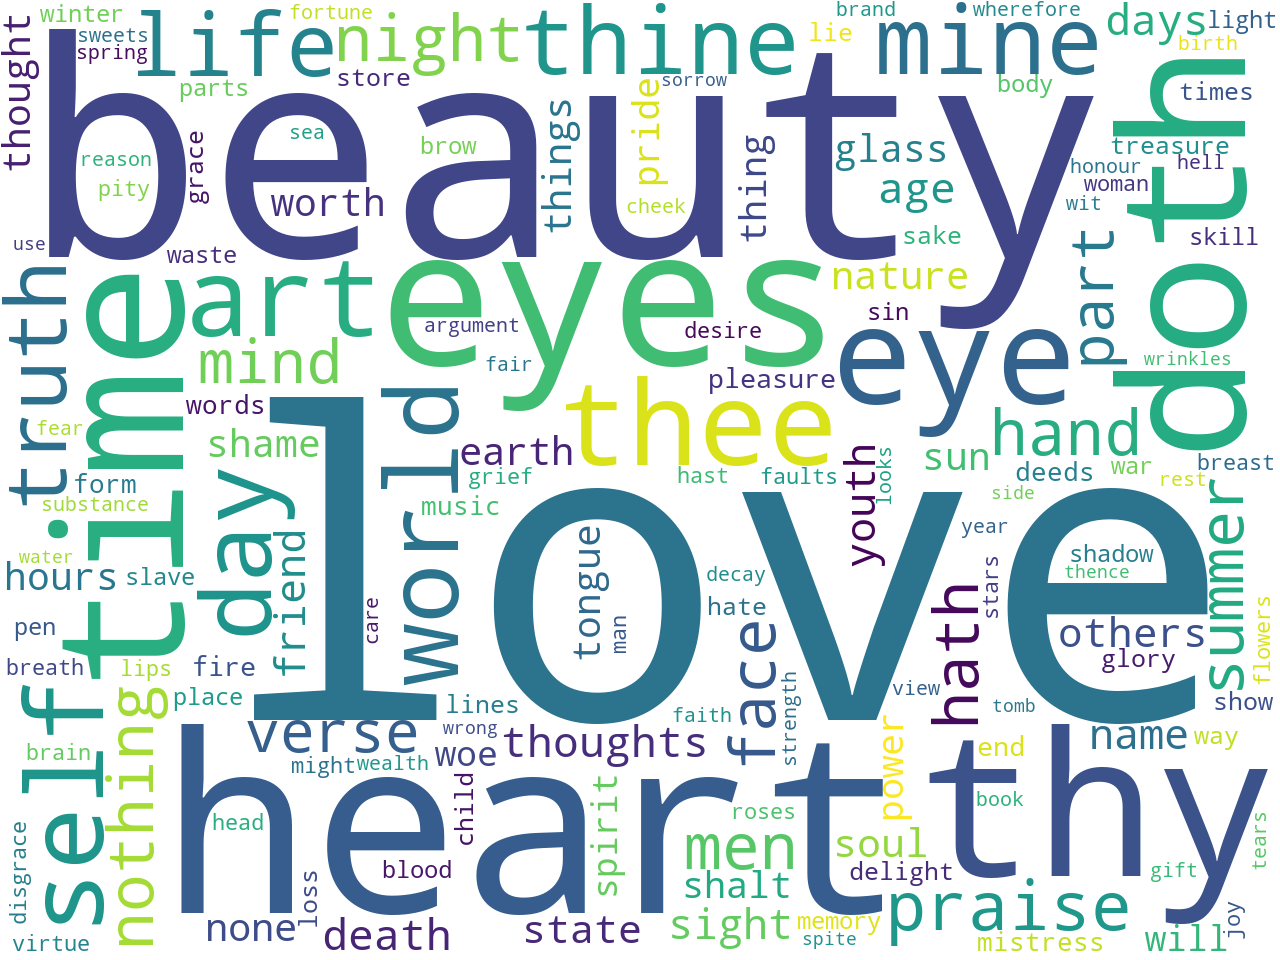 winter
fortune
brand
wherefore
days
light
sweets
life
night
thine
lie
mine
birth
spring
thought
store
sorrow
parts
pride
body
times
beauty
doth
reason
sea
brow
things
thing
glass
treasure
pity
grace
worth
cheek
age
honour
hell
woman
wit
use
waste
sake
part
skill
truth
time
art
eyes
nature
argument
desire
sin
eye
mind
fair
pleasure
wrinkles
words
world
thee
fear
shame
earth
hand
form
day
grief
hast
faults
youth
looks
sun
deeds
war
breast
rest
substance
music
love
side
summer
water
friend
tongue
year
shadow
hours
slave
decay
stars
thence
care
man
hate
hath
flowers
pen
others
breath
lips
fire
face
glory
self
nothing
place
lines
strength
view
show
faith
tomb
verse
wrong
thoughts
power
name
way
brain
might
wealth
woe
end
heart
thy
child
spirit
book
head
roses
tears
disgrace
men
soul
blood
delight
gift
loss
shalt
praise
none
death
state
sight
memory
joy
virtue
spite
mistress
will